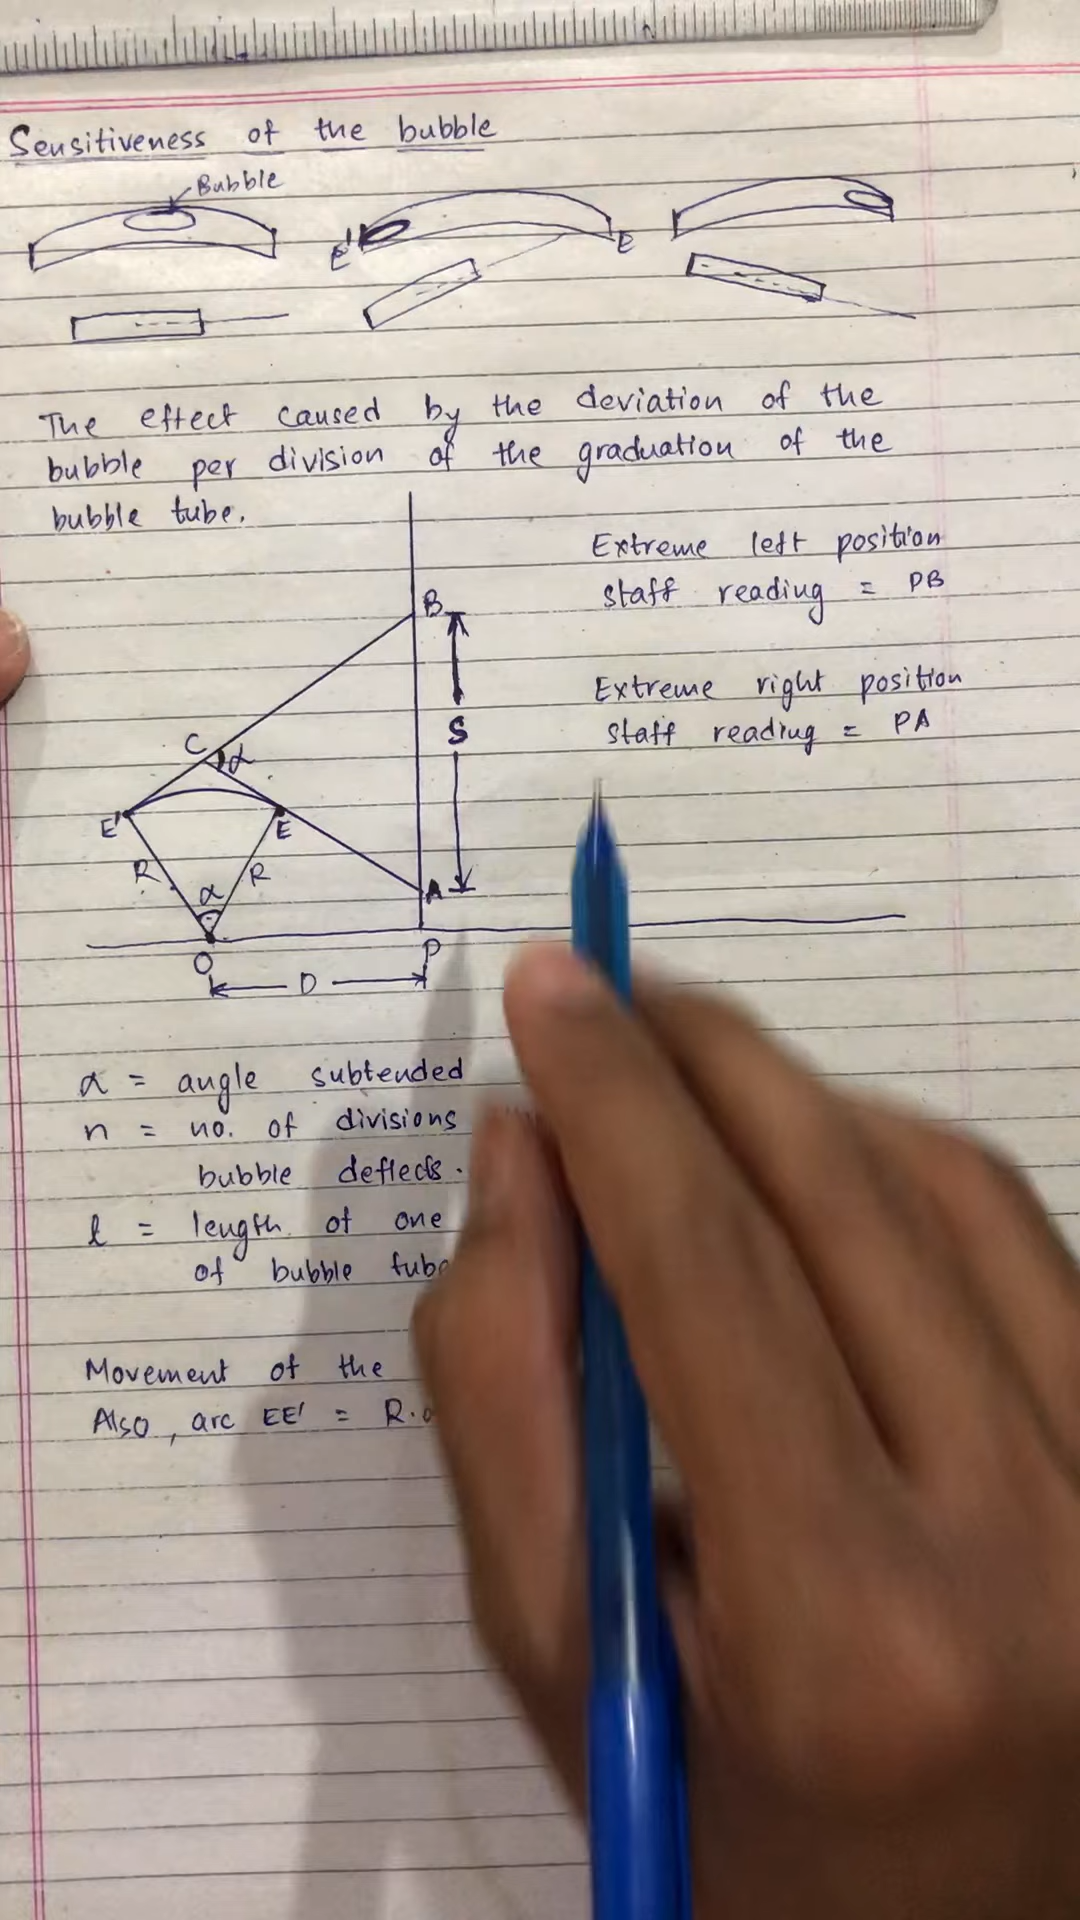 Sensitiveness of the bubble
Bubble
E' E
The effect caused by the deviation of the
bubble per division of the graduation of the
bubble tube.
Extreme left position
staff reading = PB
Extreme right position
staff reading = PA
B
S
C α
E' E
R α R
A
O P
D
α = angle subtended
n = no. of divisions
bubble deflects.
l = length of one
of bubble tube
Movement of the
Also, arc EE' = R.